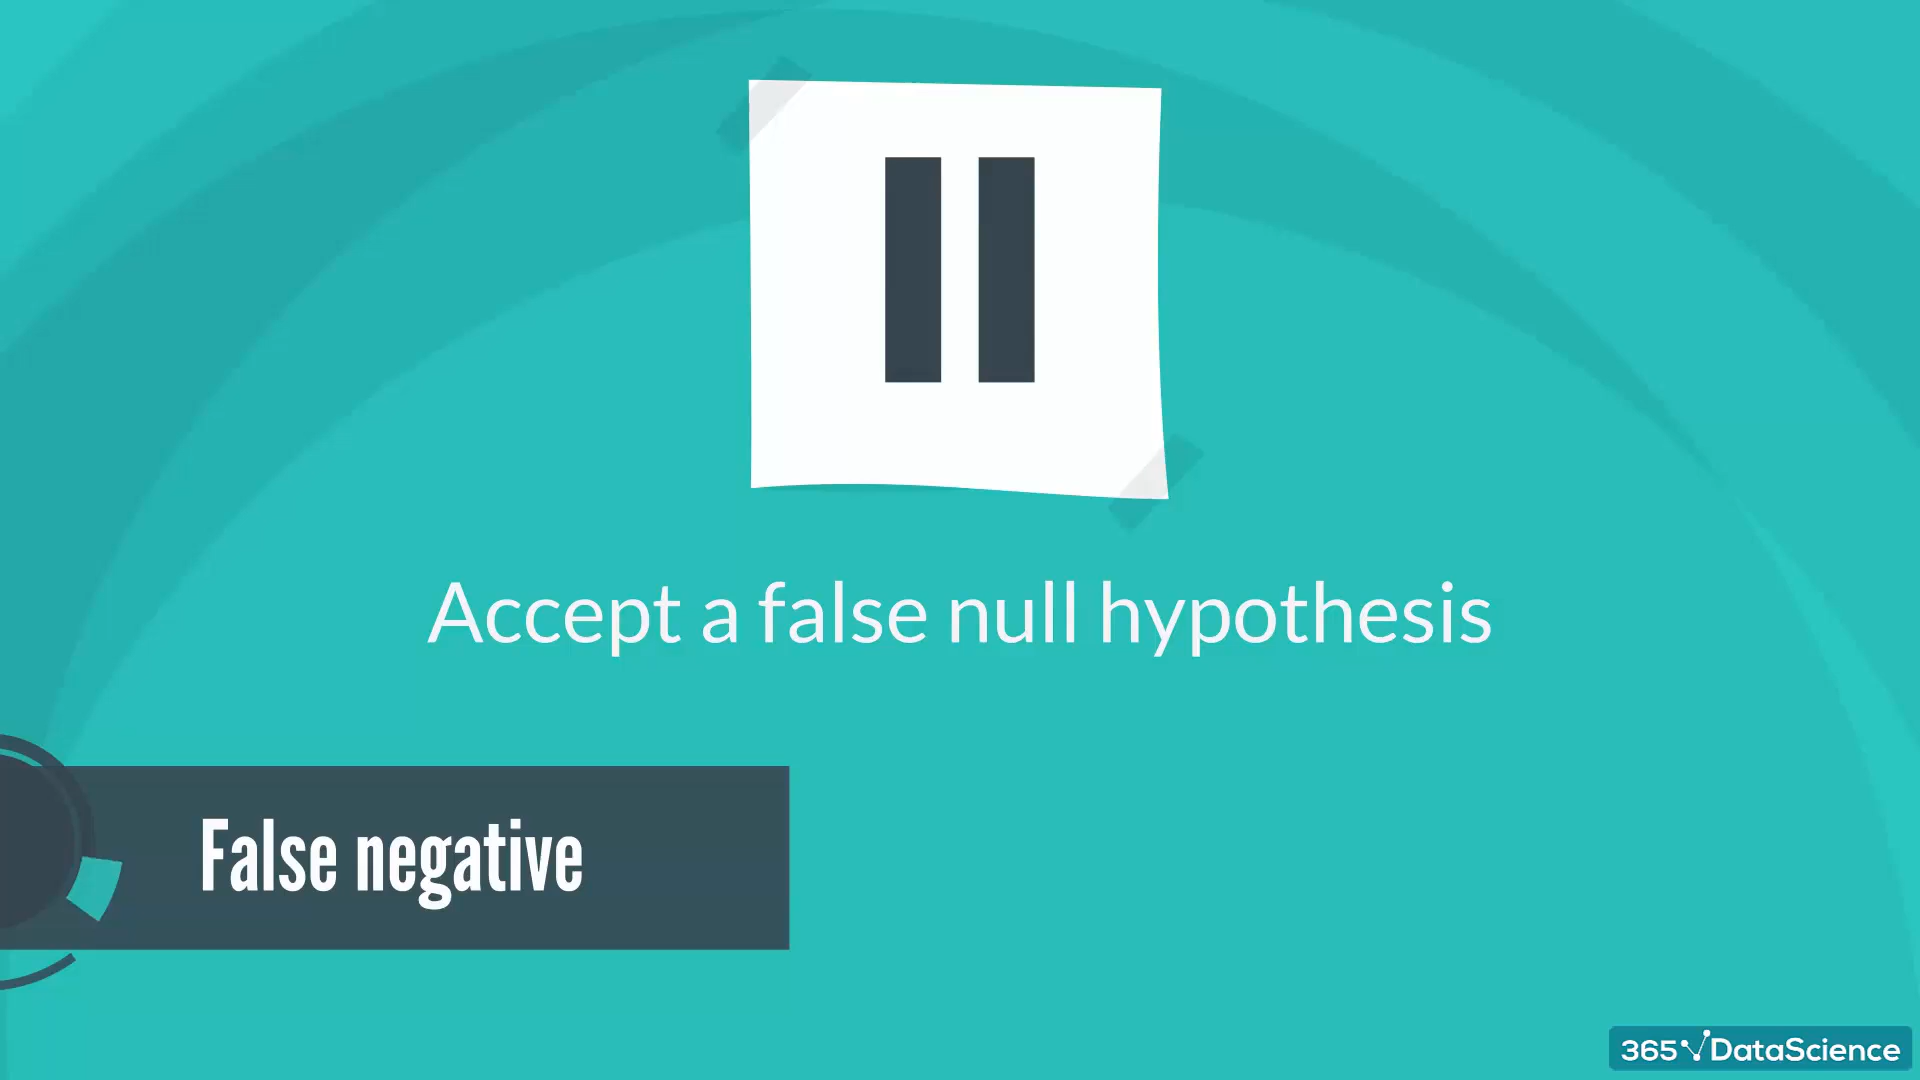 II
Accept a false null hypothesis
False negative
365 DataScience